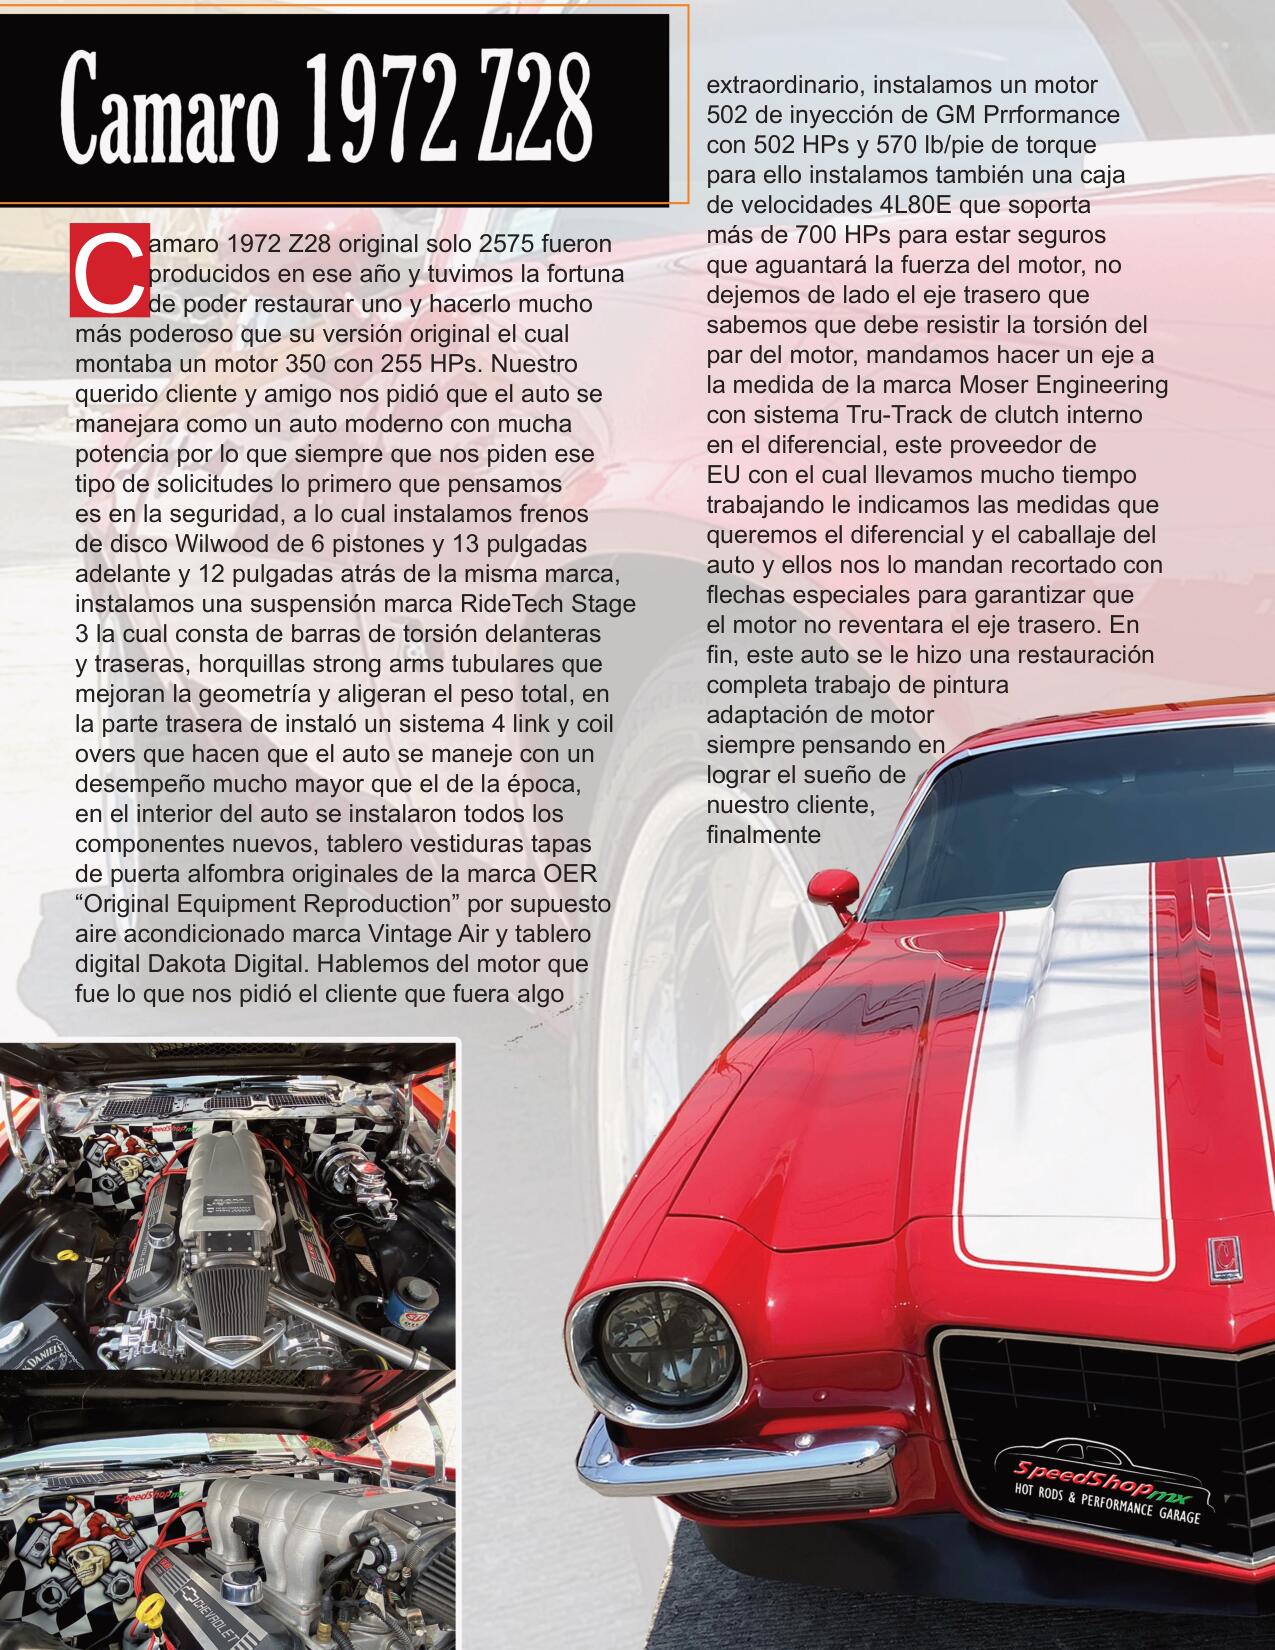 Camaro 1972 Z28
Camaro 1972 Z28 original solo 2575 fueron
producidos en ese año y tuvimos la fortuna
de poder restaurar uno y hacerlo mucho
más poderoso que su versión original el cual
montaba un motor 350 con 255 HPs. Nuestro
querido cliente y amigo nos pidió que el auto se
manejara como un auto moderno con mucha
potencia por lo que siempre que nos piden ese
tipo de solicitudes lo primero que pensamos
es en la seguridad, a lo cual instalamos frenos
de disco Wilwood de 6 pistones y 13 pulgadas
adelante y 12 pulgadas atrás de la misma marca,
instalamos una suspensión marca RideTech Stage
3 la cual consta de barras de torsión delanteras
y traseras, horquillas strong arms tubulares que
mejoran la geometría y aligeran el peso total, en
la parte trasera de instaló un sistema 4 link y coil
overs que hacen que el auto se maneje con un
desempeño mucho mayor que el de la época,
en el interior del auto se instalaron todos los
componentes nuevos, tablero vestiduras tapas
de puerta alfombra originales de la marca OER
“Original Equipment Reproduction” por supuesto
aire acondicionado marca Vintage Air y tablero
digital Dakota Digital. Hablemos del motor que
fue lo que nos pidió el cliente que fuera algo
extraordinario, instalamos un motor
502 de inyección de GM Prrformance
con 502 HPs y 570 lb/pie de torque
para ello instalamos también una caja
de velocidades 4L80E que soporta
más de 700 HPs para estar seguros
que aguantará la fuerza del motor, no
dejemos de lado el eje trasero que
sabemos que debe resistir la torsión del
par del motor, mandamos hacer un eje a
la medida de la marca Moser Engineering
con sistema Tru-Track de clutch interno
en el diferencial, este proveedor de
EU con el cual llevamos mucho tiempo
trabajando le indicamos las medidas que
queremos el diferencial y el caballaje del
auto y ellos nos lo mandan recortado con
flechas especiales para garantizar que
el motor no reventara el eje trasero. En
fin, este auto se le hizo una restauración
completa trabajo de pintura
adaptación de motor
siempre pensando en
lograr el sueño de
nuestro cliente,
finalmente
SpeedShopmx
SpeedShopmx
CHEVROLET
SpeedShopmx
HOT RODS & PERFORMANCE GARAGE